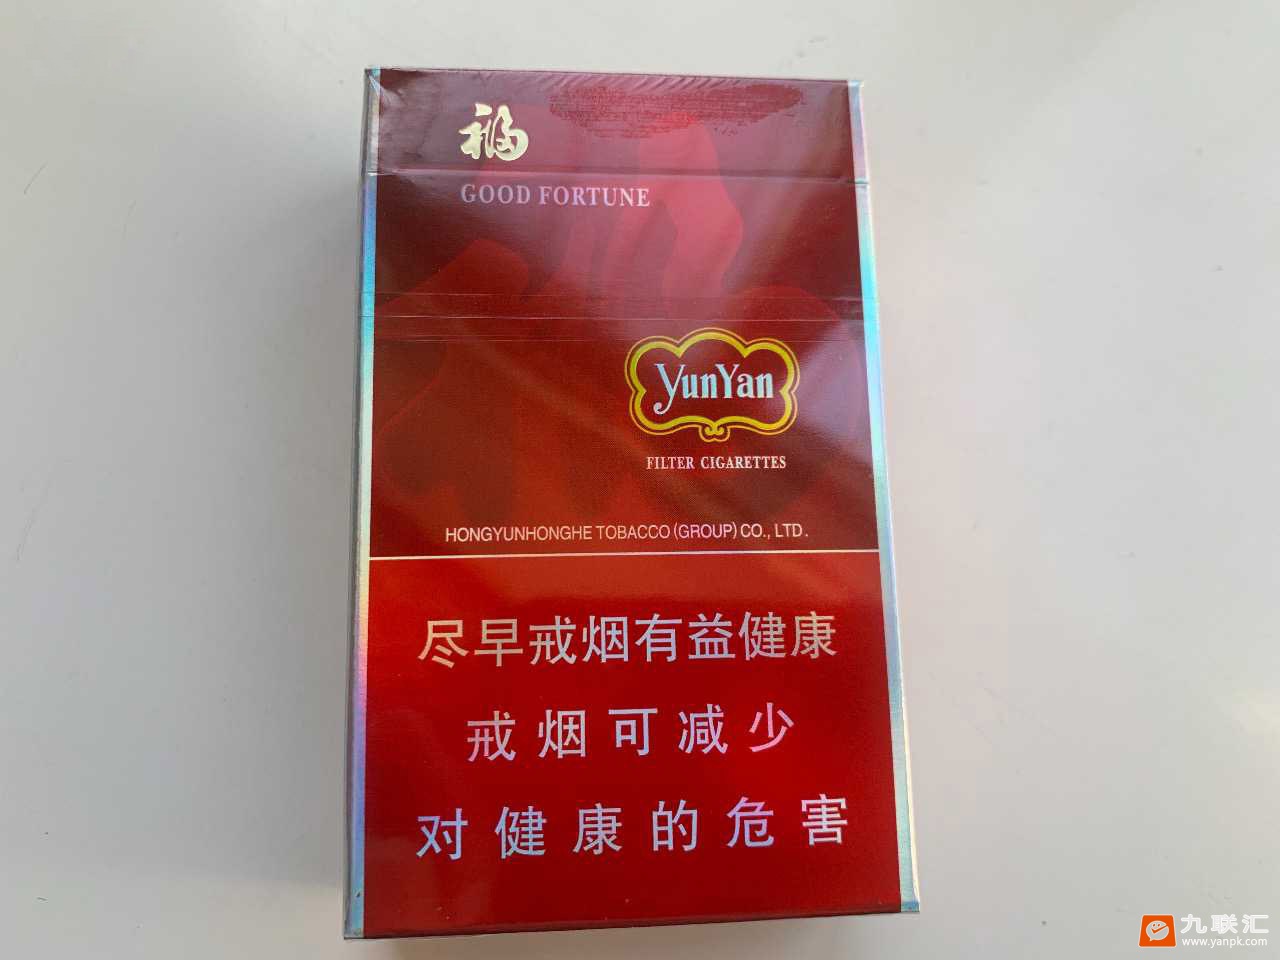 福
GOOD FORTUNE
YunYan
FILTER CIGARETTES
HONGYUNHONGHE TOBACCO (GROUP) CO., LTD.
尽早戒烟有益健康
戒烟可减少
对健康的危害
九联汇
www.yanpk.com